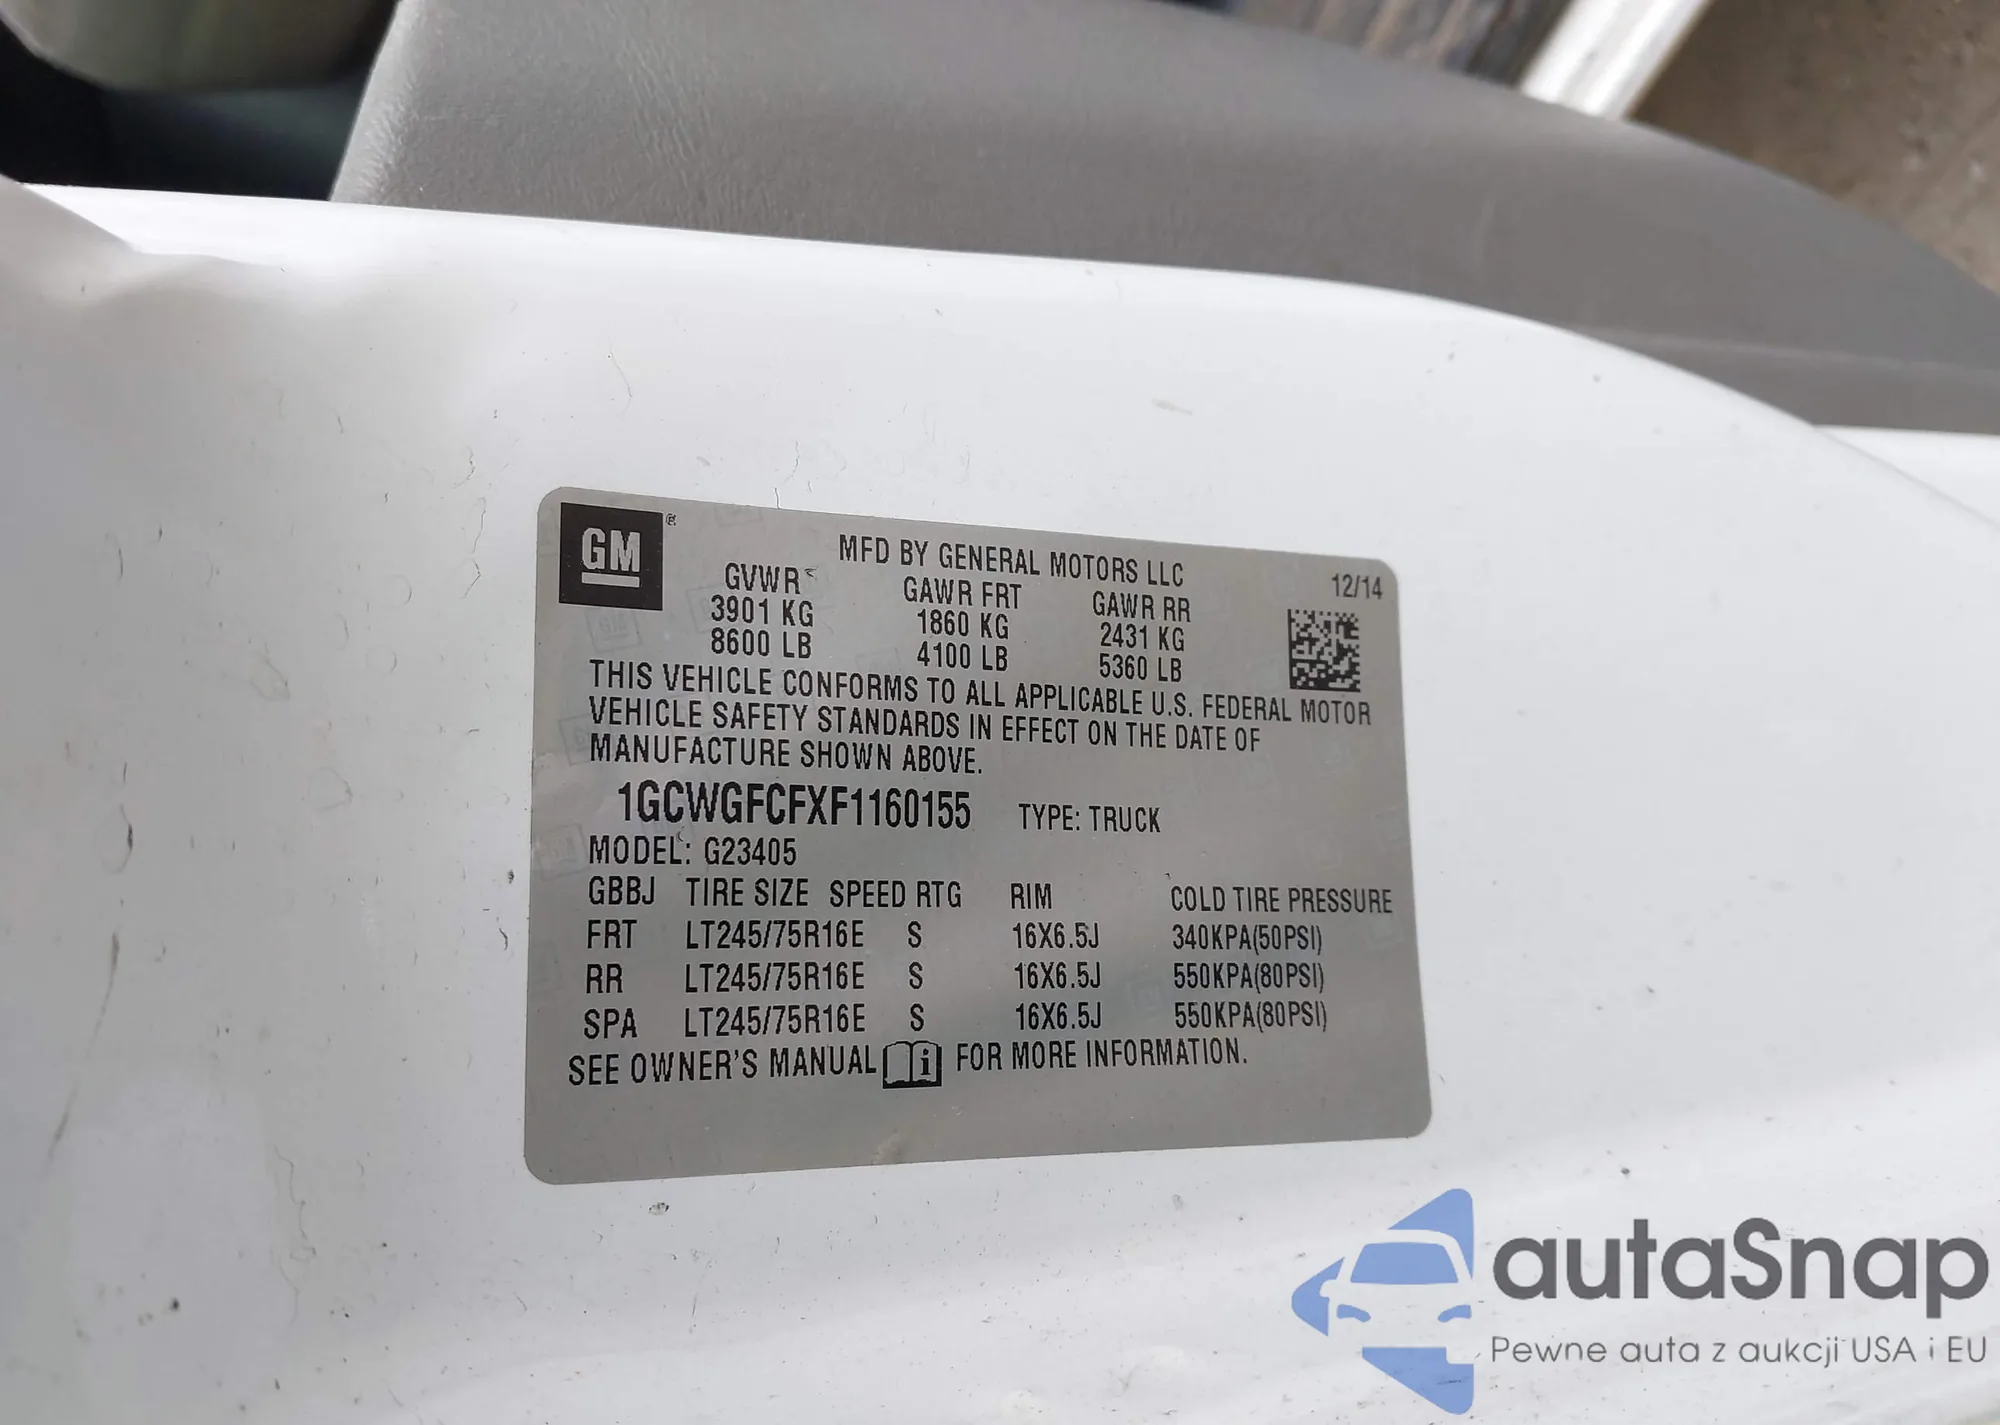 GM
MFD BY GENERAL MOTORS LLC 12/14
GVWR GAWR FRT GAWR RR
3901 KG 1860 KG 2431 KG
8600 LB 4100 LB 5360 LB
THIS VEHICLE CONFORMS TO ALL APPLICABLE U.S. FEDERAL MOTOR
VEHICLE SAFETY STANDARDS IN EFFECT ON THE DATE OF
MANUFACTURE SHOWN ABOVE.
1GCWGFCFXF1160155 TYPE: TRUCK
MODEL: G23405
GBBJ TIRE SIZE SPEED RTG RIM COLD TIRE PRESSURE
FRT LT245/75R16E S 16X6.5J 340KPA(50PSI)
RR LT245/75R16E S 16X6.5J 550KPA(80PSI)
SPA LT245/75R16E S 16X6.5J 550KPA(80PSI)
SEE OWNER'S MANUAL i FOR MORE INFORMATION.
autaSnap
Pewne auta z aukcji USA i EU